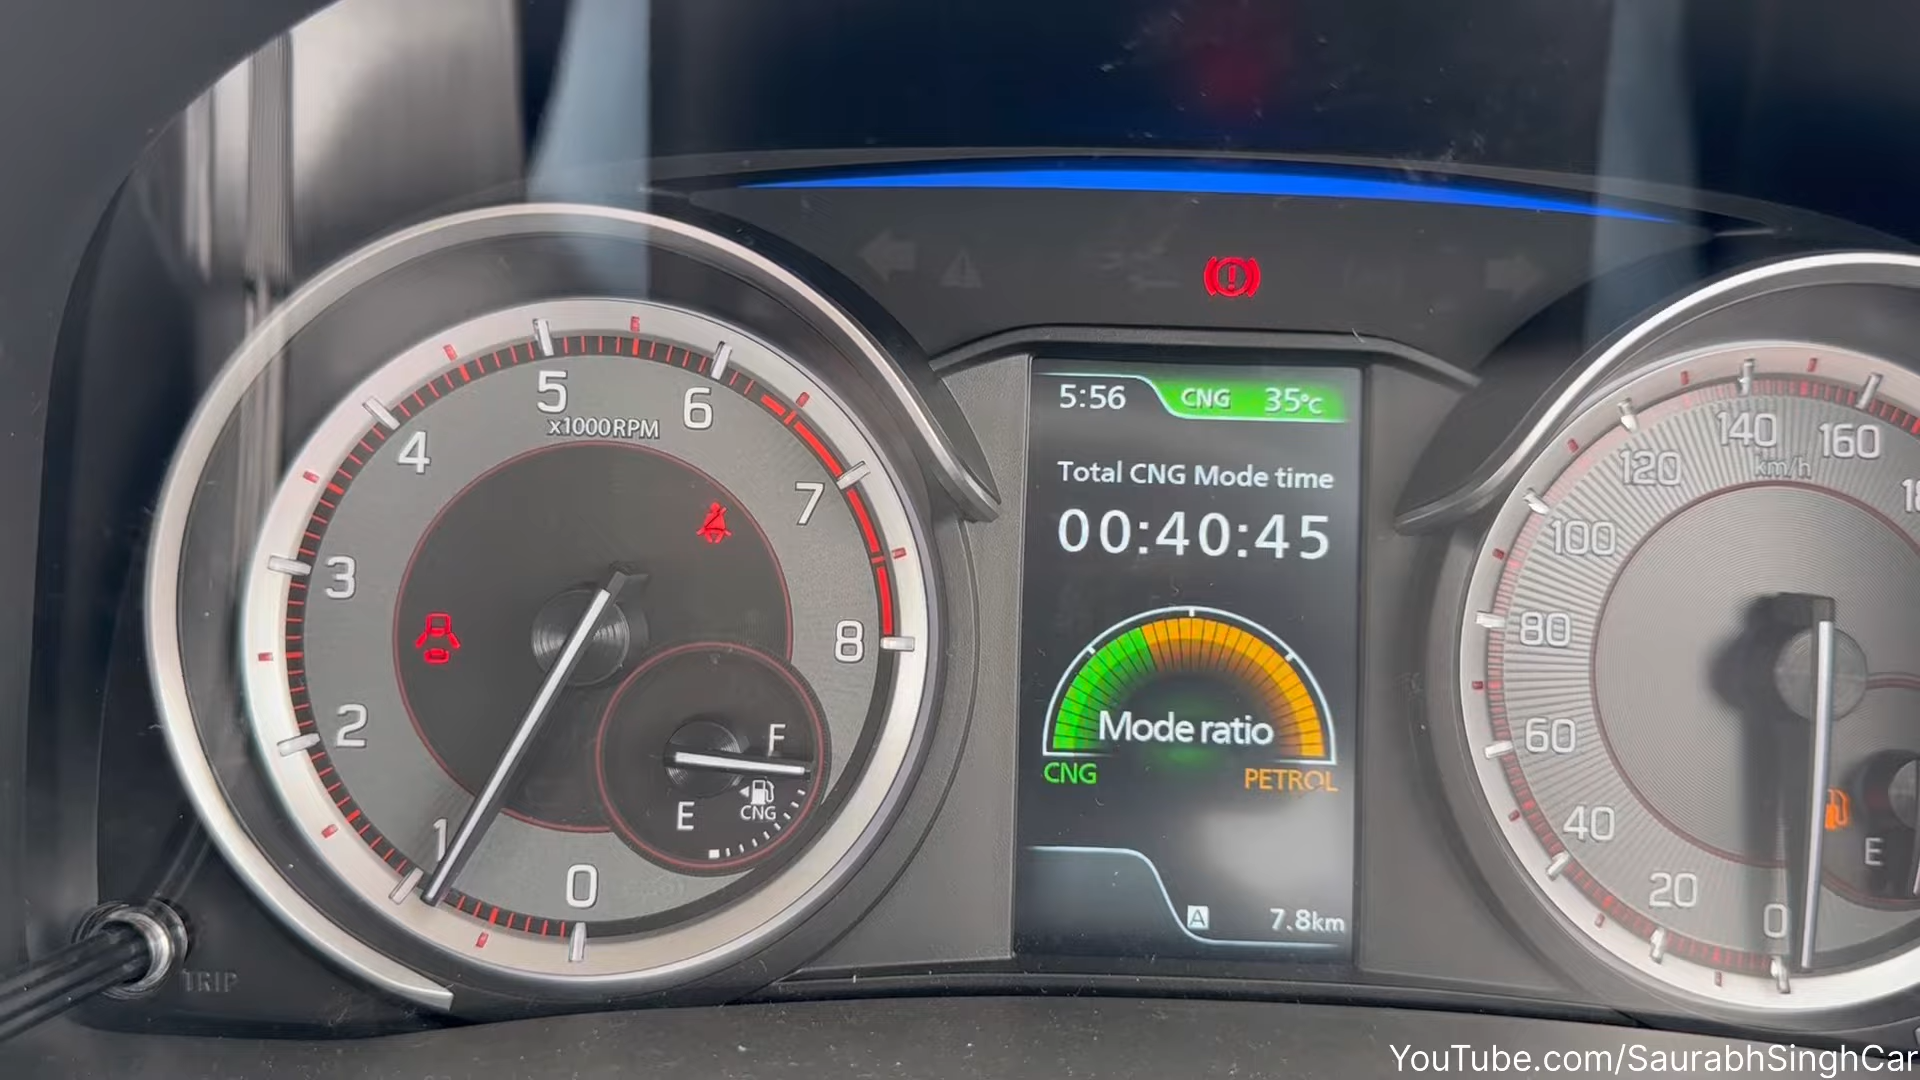 5:56 CNG 35°C
Total CNG Mode time
00:40:45
Mode ratio
CNG PETROL
A 7.8km
5
x1000RPM
6
4
7
3
8
2
1
0
F
E
CNG
TRIP
140
160
km/h
120
100
80
60
40
20
0
E
YouTube.com/SaurabhSinghCar